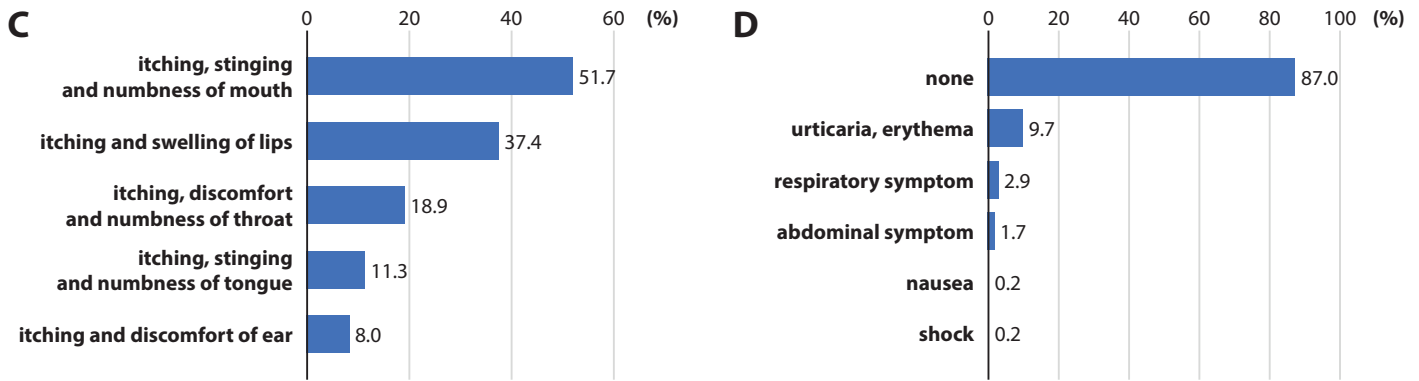 C
0 20 40 60 (%)
itching, stinging
and numbness of mouth
51.7
itching and swelling of lips
37.4
itching, discomfort
and numbness of throat
18.9
itching, stinging
and numbness of tongue
11.3
itching and discomfort of ear
8.0
D
0 20 40 60 80 100 (%)
none
87.0
urticaria, erythema
9.7
respiratory symptom
2.9
abdominal symptom
1.7
nausea
0.2
shock
0.2